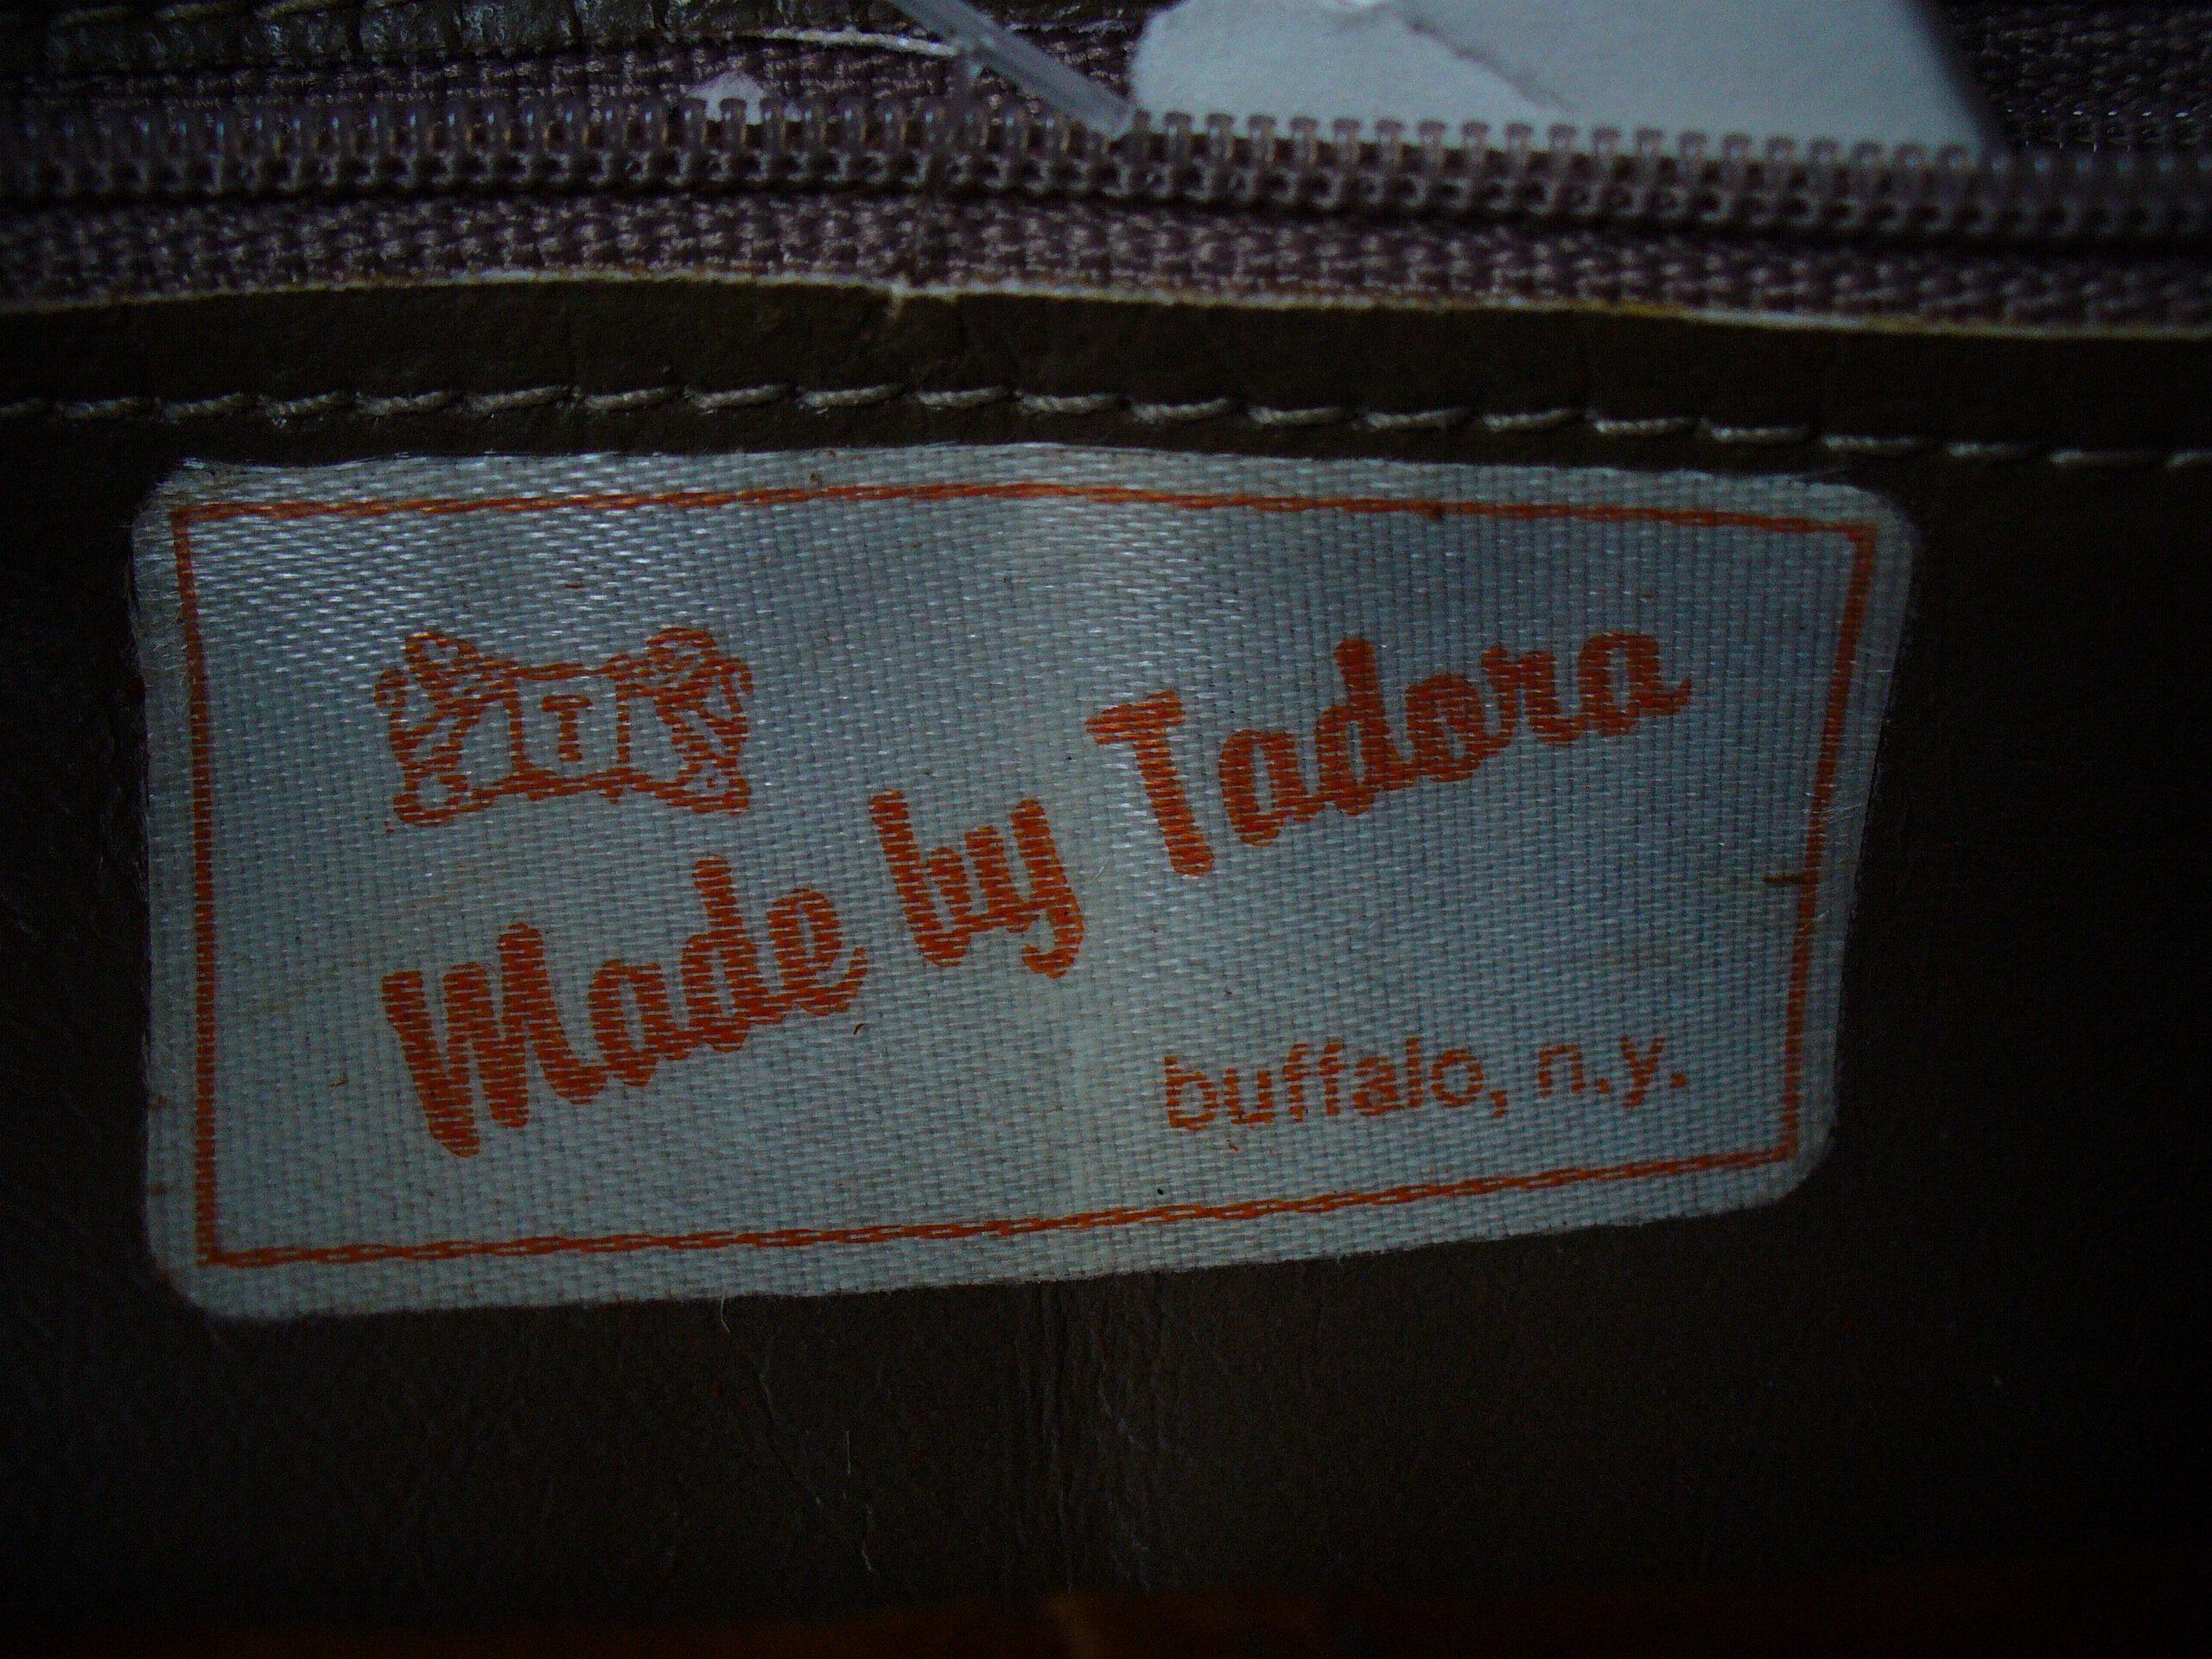 T
Made by Tadora
buffalo, n.y.